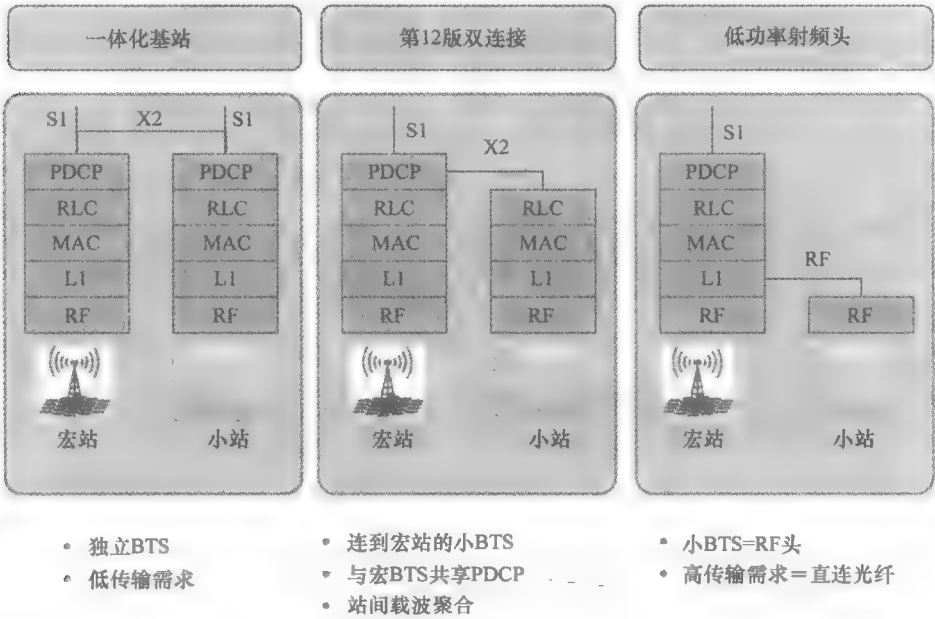 一体化基站
第12版双连接
低功率射频头
S1
X2
S1
PDCP
PDCP
RLC
RLC
MAC
MAC
L1
L1
RF
RF
宏站
小站
S1
X2
PDCP
RLC
RLC
MAC
MAC
L1
L1
RF
RF
宏站
小站
S1
PDCP
RLC
MAC
RF
L1
RF
RF
宏站
小站
• 独立BTS
• 低传输需求
• 连到宏站的小BTS
• 与宏BTS共享PDCP
• 站间载波聚合
• 小BTS=RF头
• 高传输需求＝直连光纤